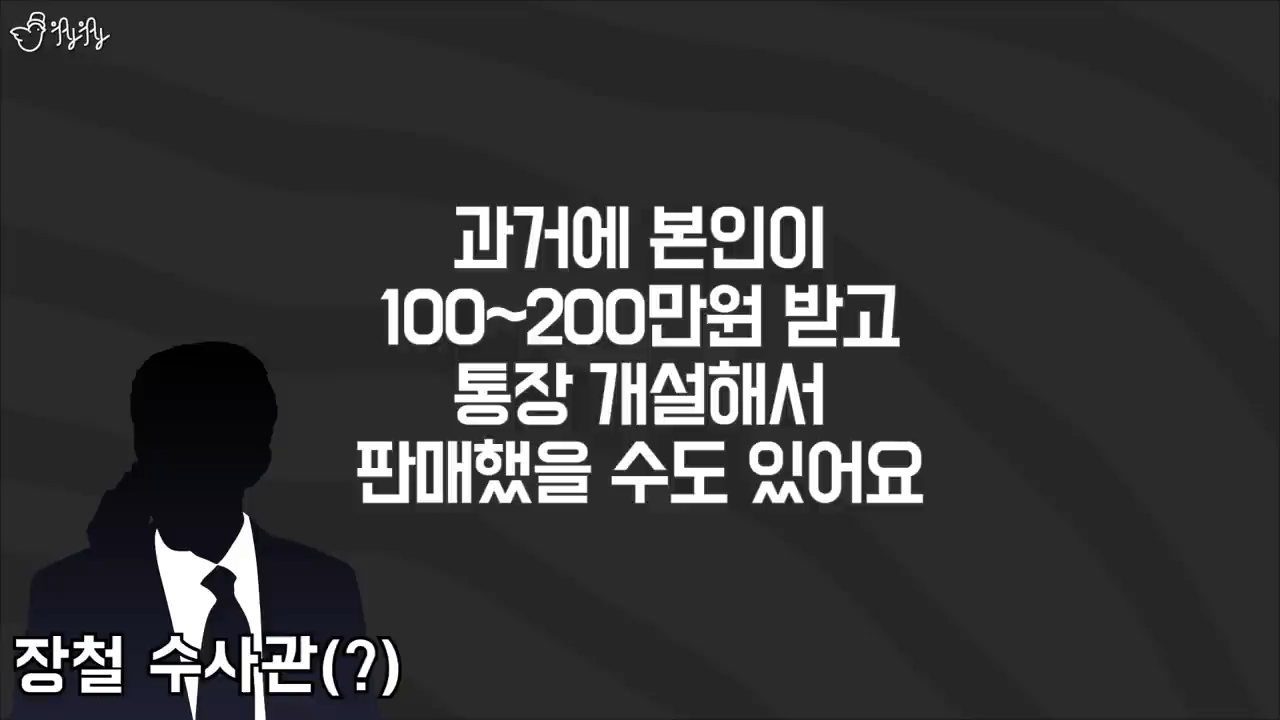 과거에 본인이
100~200만원 받고
통장 개설해서
판매했을 수도 있어요
장철 수사관(?)